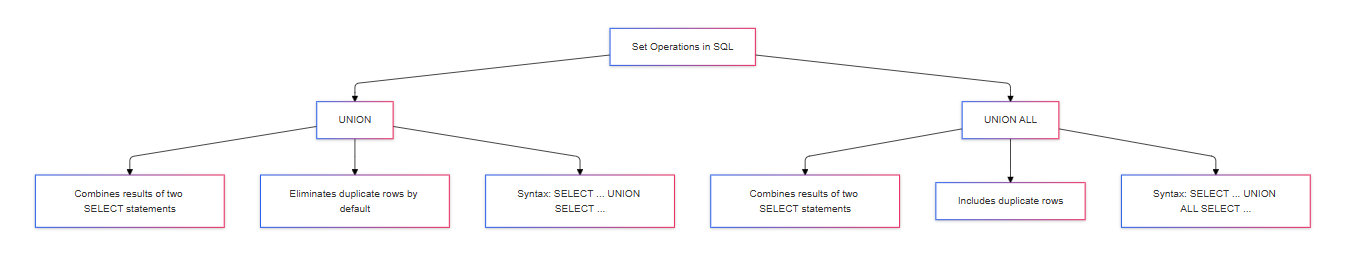 Set Operations in SQL
UNION
UNION ALL
Combines results of two
SELECT statements
Eliminates duplicate rows by
default
Syntax: SELECT ... UNION
SELECT ...
Combines results of two
SELECT statements
Includes duplicate rows
Syntax: SELECT ... UNION
ALL SELECT ...